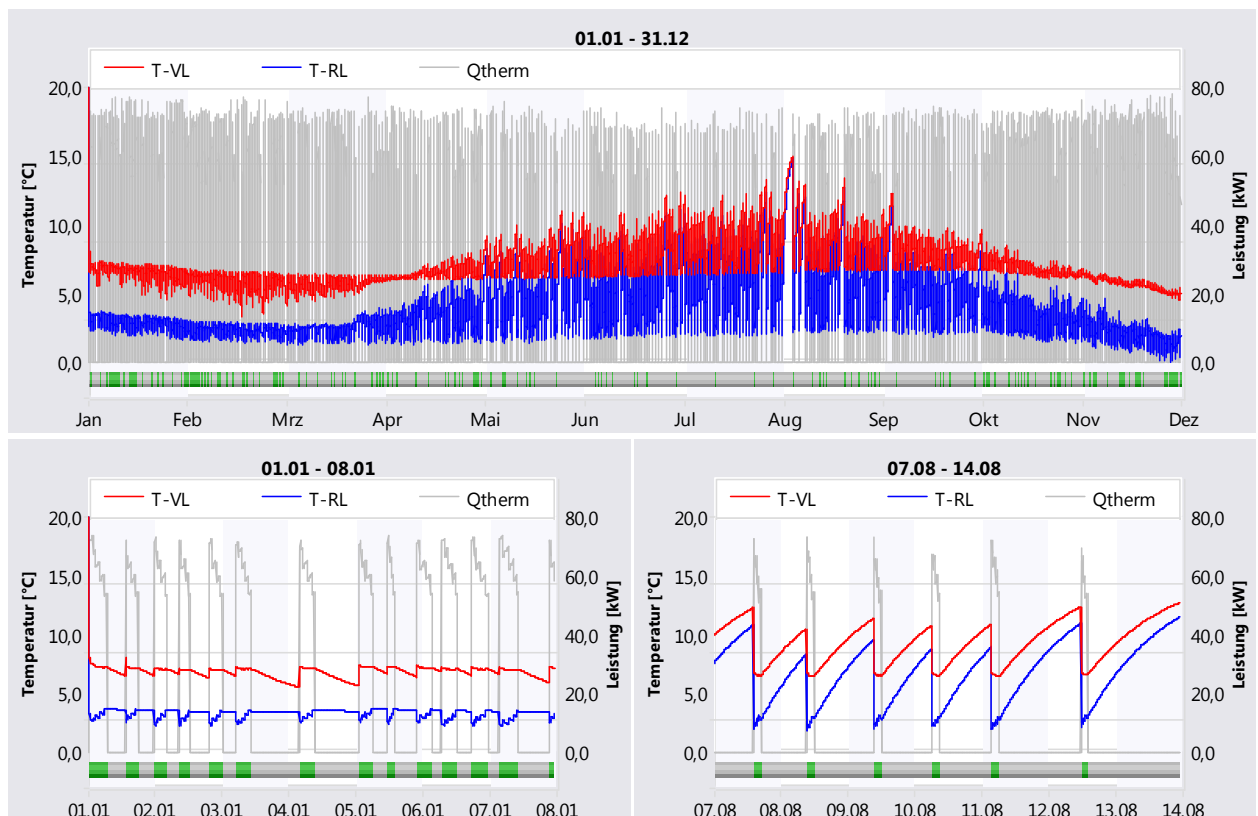 01.01 - 31.12
T-VL T-RL Qtherm
20,0 80,0
15,0 60,0
10,0 40,0
5,0 20,0
0,0 0,0
Temperatur [°C]
Leistung [kW]
Jan Feb Mrz Apr Mai Jun Jul Aug Sep Okt Nov Dez
01.01 - 08.01
T-VL T-RL Qtherm
20,0 80,0
15,0 60,0
10,0 40,0
5,0 20,0
0,0 0,0
Temperatur [°C]
Leistung [kW]
01.01 02.01 03.01 04.01 05.01 06.01 07.01 08.01
07.08 - 14.08
T-VL T-RL Qtherm
20,0 80,0
15,0 60,0
10,0 40,0
5,0 20,0
0,0 0,0
Temperatur [°C]
Leistung [kW]
07.08 08.08 09.08 10.08 11.08 12.08 13.08 14.08